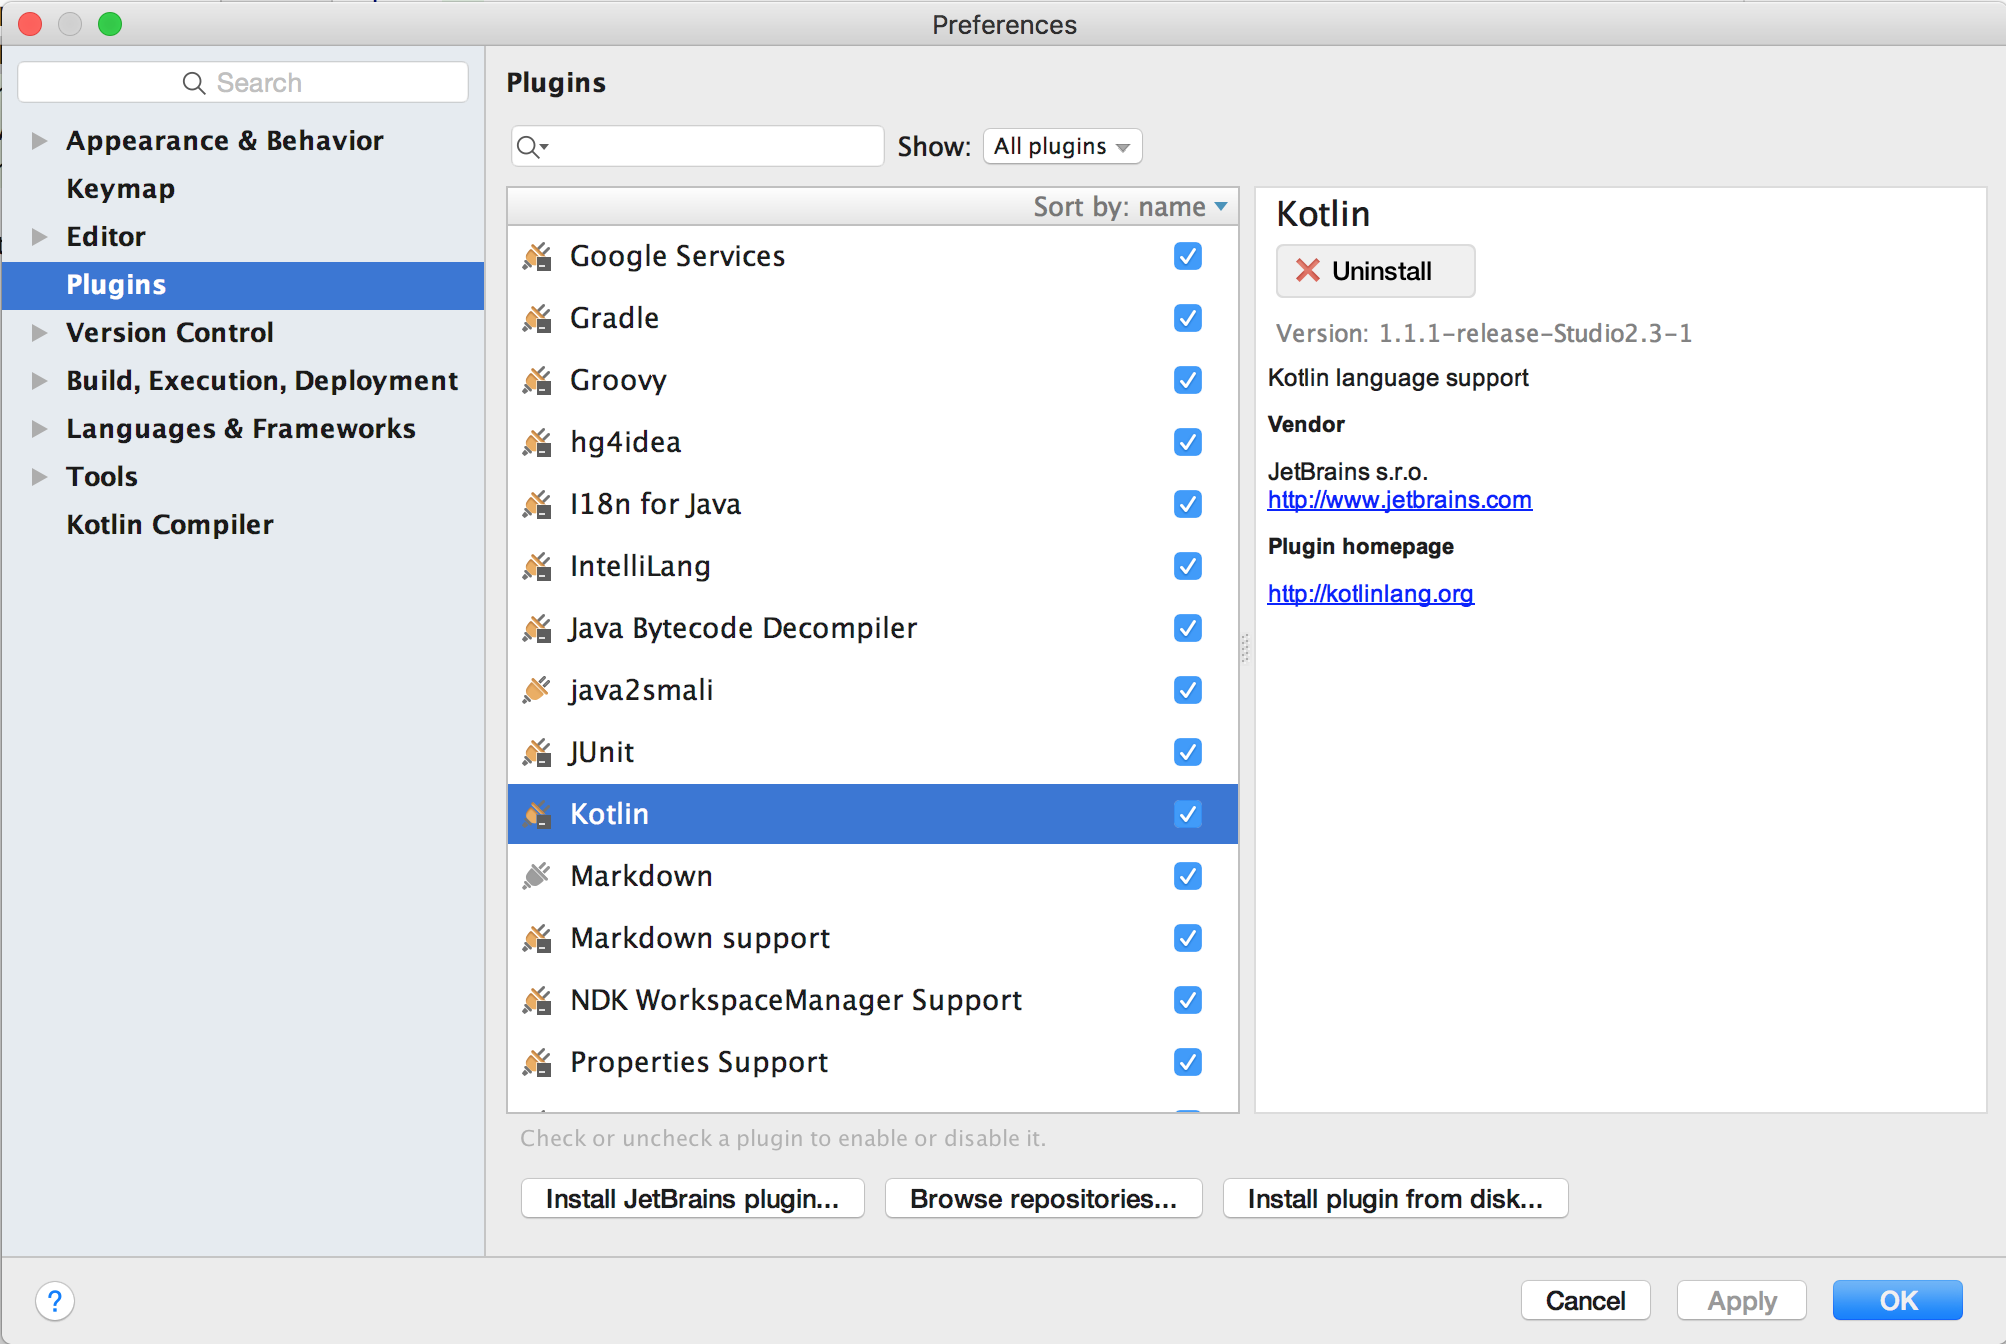 Preferences
Search
Appearance & Behavior
Keymap
Editor
Plugins
Version Control
Build, Execution, Deployment
Languages & Frameworks
Tools
Kotlin Compiler
Plugins
Show: All plugins
Sort by: name
Google Services
Gradle
Groovy
hg4idea
I18n for Java
IntelliLang
Java Bytecode Decompiler
java2smali
JUnit
Kotlin
Markdown
Markdown support
NDK WorkspaceManager Support
Properties Support
Check or uncheck a plugin to enable or disable it.
Install JetBrains plugin...
Browse repositories...
Install plugin from disk...
Kotlin
Uninstall
Version: 1.1.1-release-Studio2.3-1
Kotlin language support
Vendor
JetBrains s.r.o.
http://www.jetbrains.com
Plugin homepage
http://kotlinlang.org
?
Cancel
Apply
OK